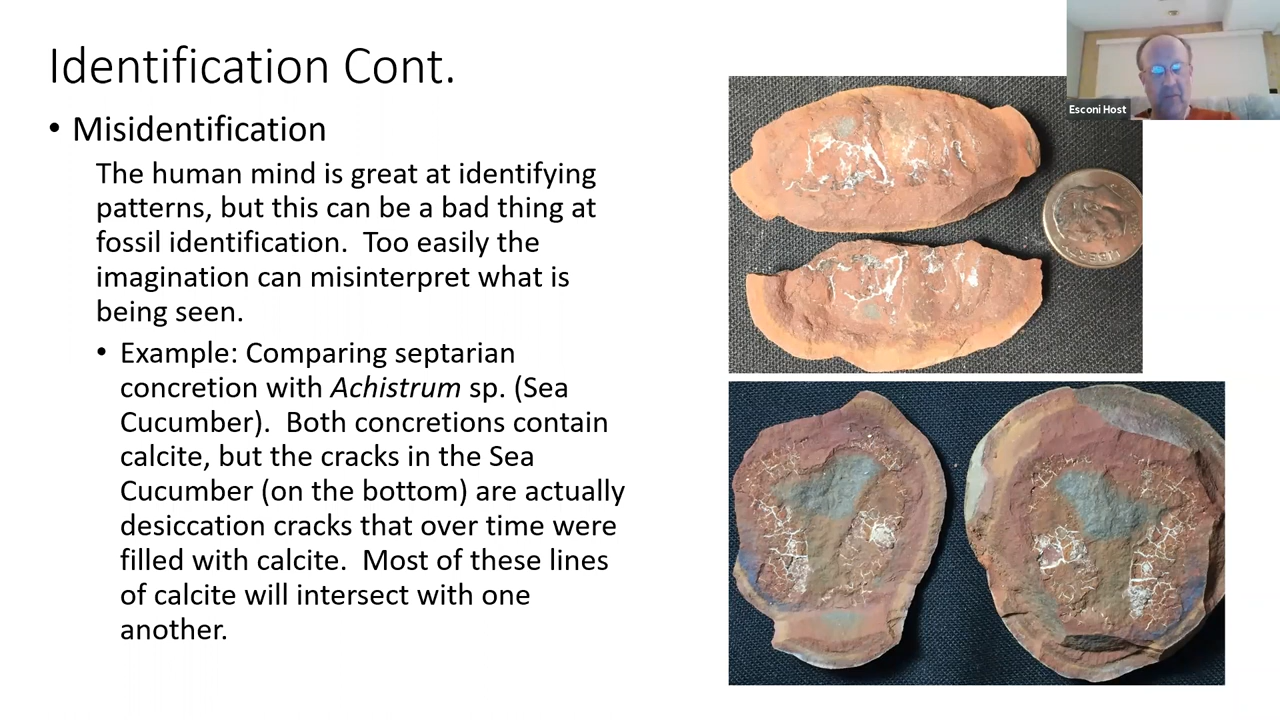 Identification Cont.
• Misidentification
The human mind is great at identifying
patterns, but this can be a bad thing at
fossil identification.  Too easily the
imagination can misinterpret what is
being seen.
• Example: Comparing septarian
concretion with Achistrum sp. (Sea
Cucumber).  Both concretions contain
calcite, but the cracks in the Sea
Cucumber (on the bottom) are actually
desiccation cracks that over time were
filled with calcite.  Most of these lines
of calcite will intersect with one
another.
Esconi Host